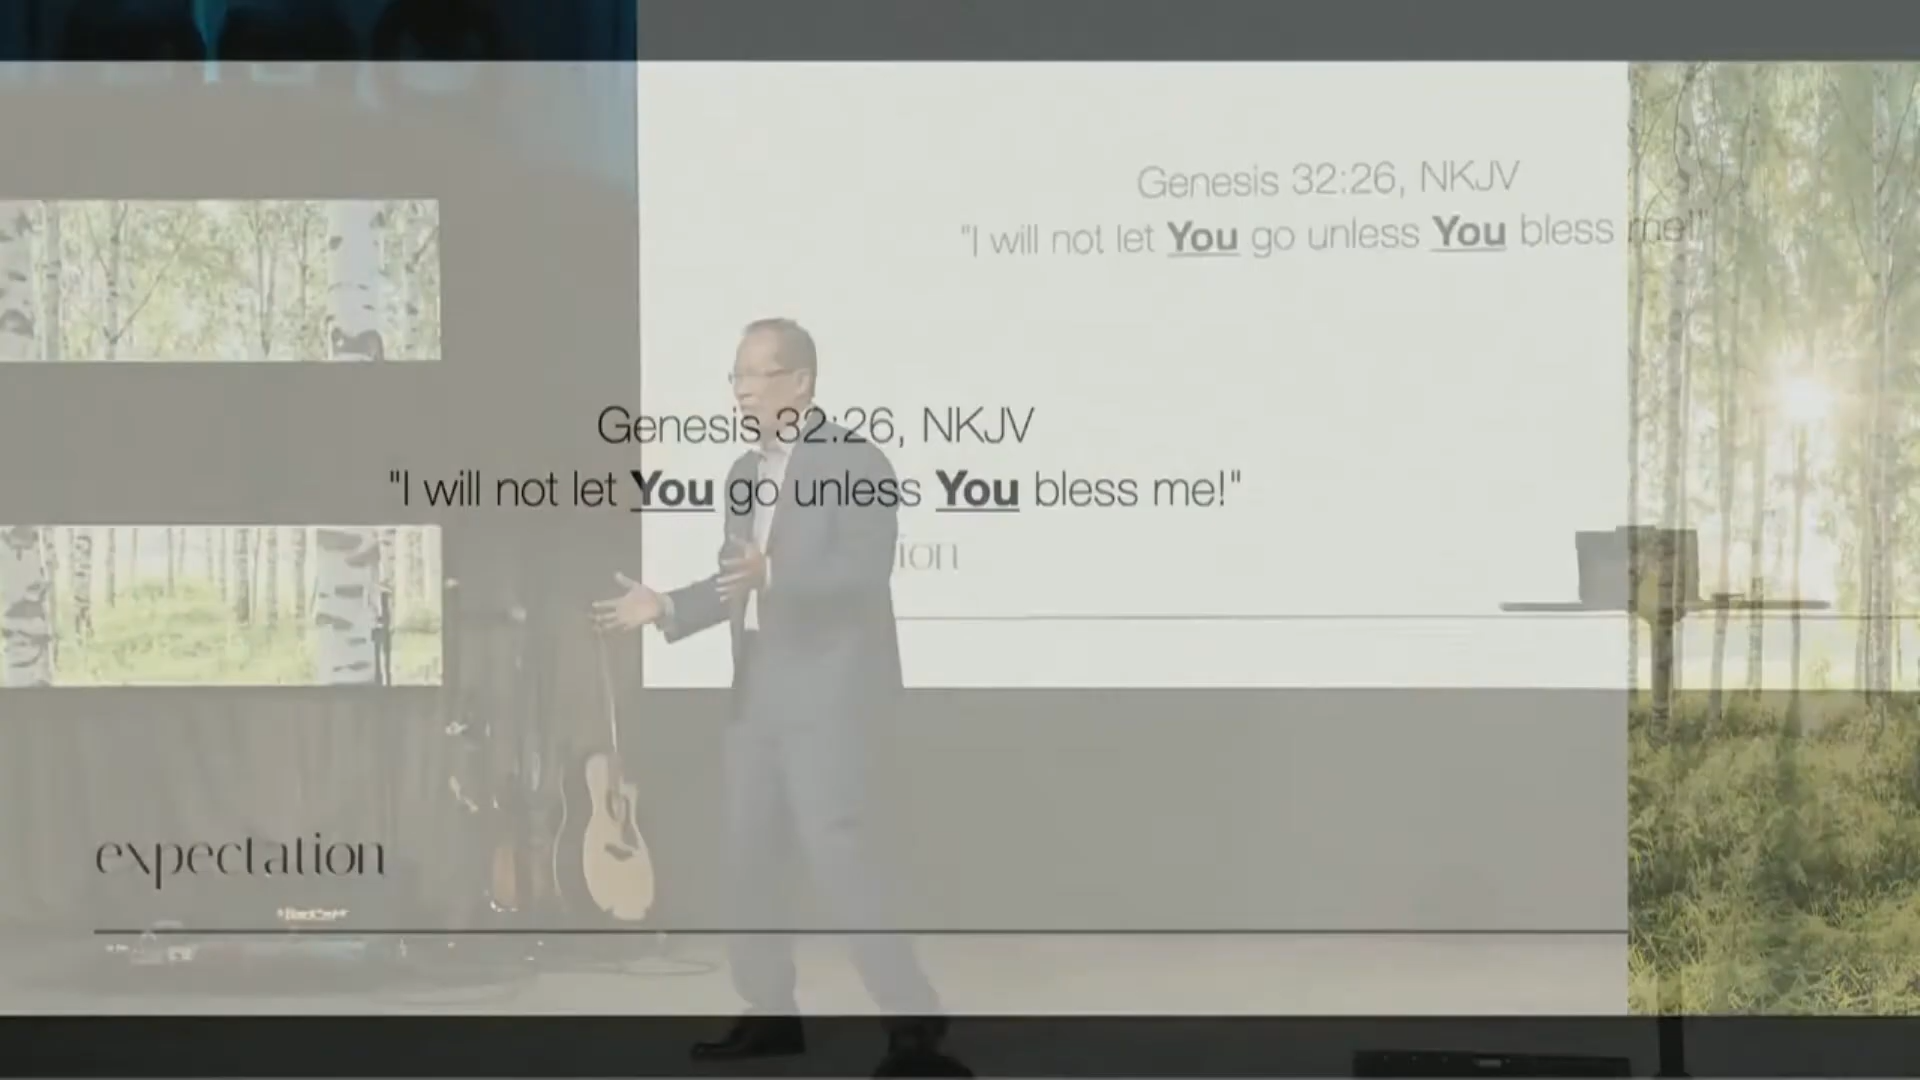 Genesis 32:26, NKJV
"I will not let You go unless You bless me!"
Genesis 32:26, NKJV
"I will not let You go unless You bless me!"
ion
expectation